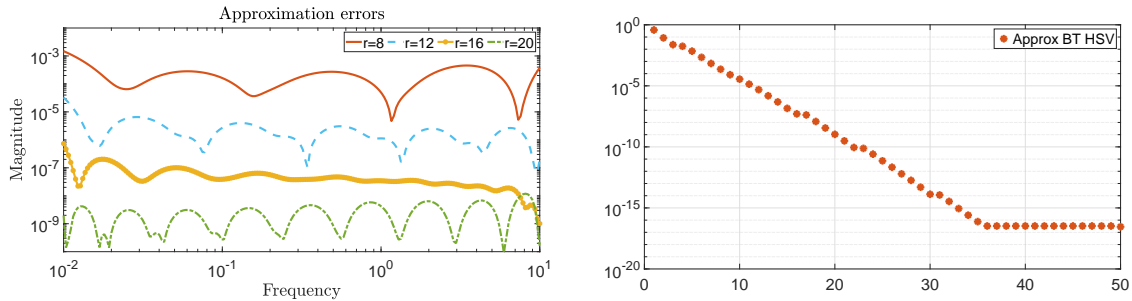 Approximation errors
r=8 r=12 r=16 r=20
Magnitude
10^-3
10^-5
10^-7
10^-9
10^-2 10^-1 10^0 10^1
Frequency
Approx BT HSV
10^0
10^-5
10^-10
10^-15
10^-20
0 10 20 30 40 50